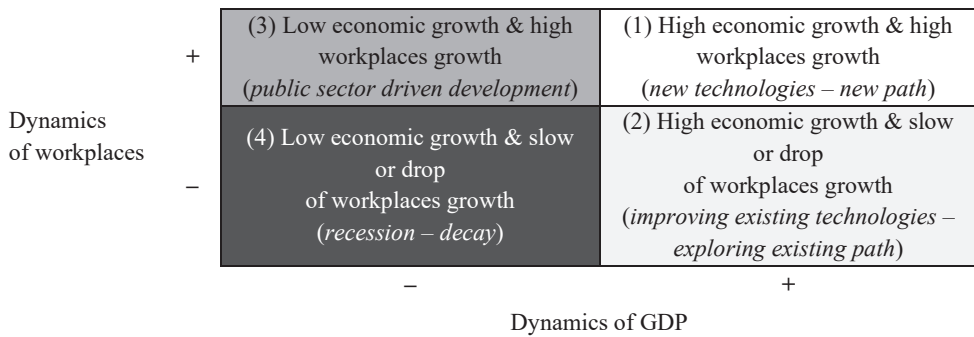 Dynamics
of workplaces
+
–
(3) Low economic growth & high
workplaces growth
(public sector driven development)
(1) High economic growth & high
workplaces growth
(new technologies – new path)
(4) Low economic growth & slow
or drop
of workplaces growth
(recession – decay)
(2) High economic growth & slow
or drop
of workplaces growth
(improving existing technologies –
exploring existing path)
–
+
Dynamics of GDP